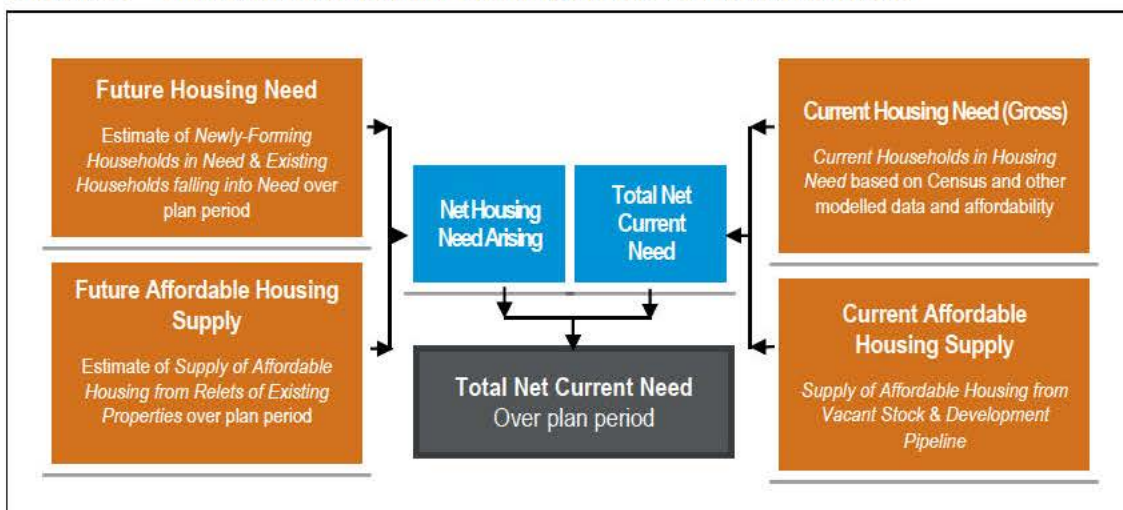 Future Housing Need
Estimate of Newly-Forming
Households in Need & Existing
Households falling into Need over
plan period
Future Affordable Housing
Supply
Estimate of Supply of Affordable
Housing from Relets of Existing
Properties over plan period
Net Housing
Need Arising
Total Net
Current
Need
Total Net Current Need
Over plan period
Current Housing Need (Gross)
Current Households in Housing
Need based on Census and other
modelled data and affordability
Current Affordable
Housing Supply
Supply of Affordable Housing from
Vacant Stock & Development
Pipeline